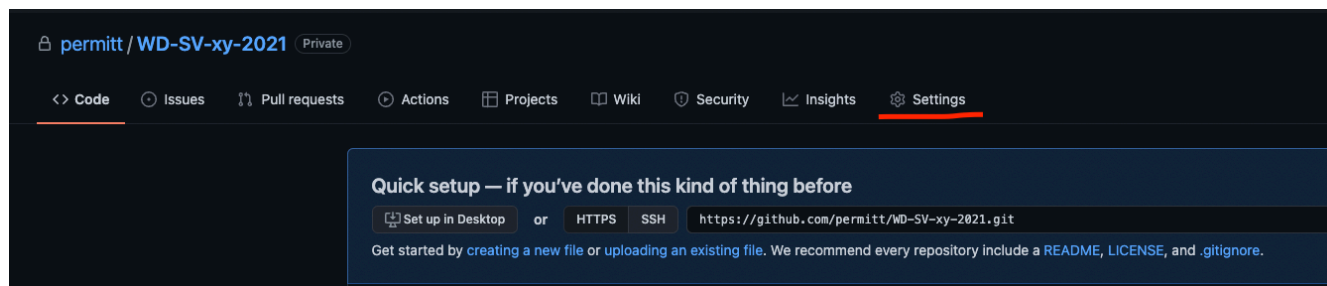 permitt / WD-SV-xy-2021 Private
<> Code Issues Pull requests Actions Projects Wiki Security Insights Settings
Quick setup — if you've done this kind of thing before
Set up in Desktop or HTTPS SSH https://github.com/permitt/WD-SV-xy-2021.git
Get started by creating a new file or uploading an existing file. We recommend every repository include a README, LICENSE, and .gitignore.